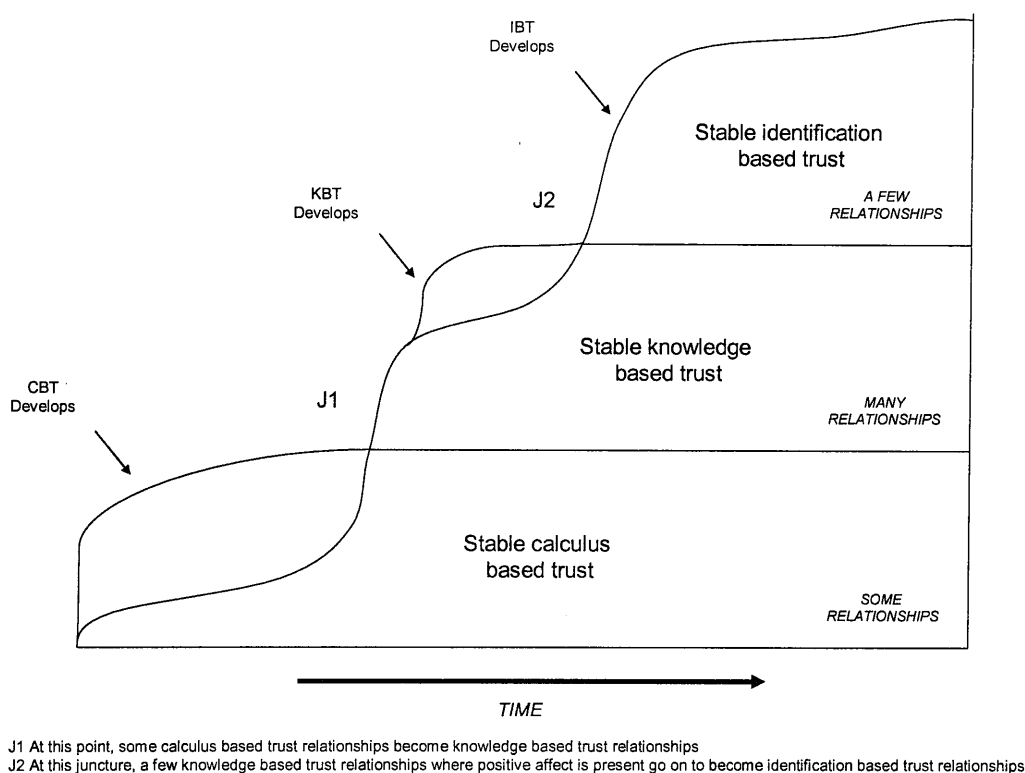 IBT
Develops
Stable identification
based trust
J2
A FEW
RELATIONSHIPS
KBT
Develops
Stable knowledge
based trust
J1
MANY
RELATIONSHIPS
CBT
Develops
Stable calculus
based trust
SOME
RELATIONSHIPS
TIME
J1 At this point, some calculus based trust relationships become knowledge based trust relationships
J2 At this juncture, a few knowledge based trust relationships where positive affect is present go on to become identification based trust relationships